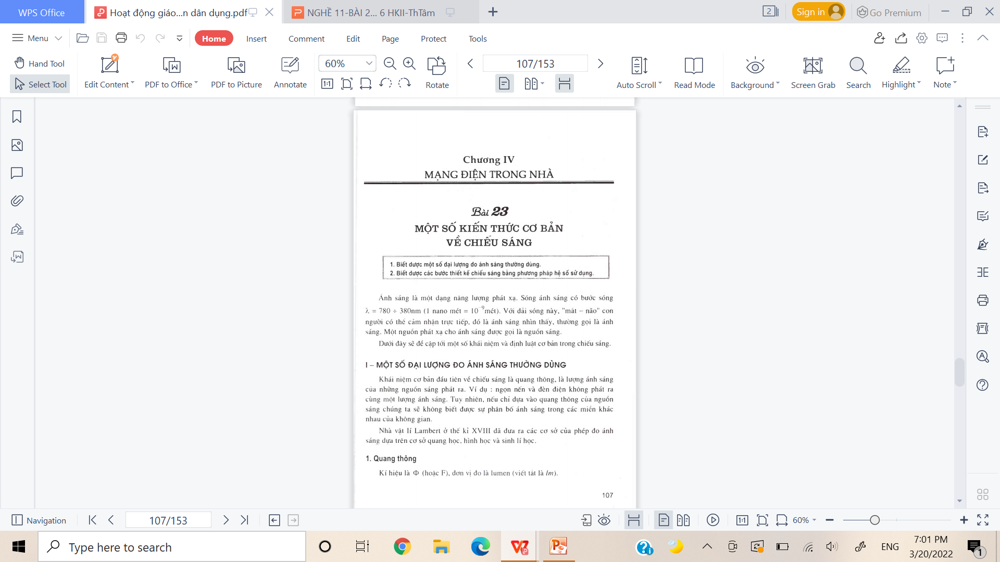 WPS Office
Hoạt động giáo...n dân dụng.pdf
NGHỀ 11-BÀI 2... 6 HKII-ThTâm
2
Sign in
Go Premium
Menu
Home
Insert
Comment
Edit
Page
Protect
Tools
Hand Tool
Select Tool
Edit Content
PDF to Office
PDF to Picture
Annotate
60%
1:1
Rotate
107/153
Auto Scroll
Read Mode
Background
Screen Grab
Search
Highlight
Note
Chương IV
MẠNG ĐIỆN TRONG NHÀ
Bài 23
MỘT SỐ KIẾN THỨC CƠ BẢN
VỀ CHIẾU SÁNG
1. Biết được một số đại lượng đo ánh sáng thường dùng.
2. Biết được các bước thiết kế chiếu sáng bằng phương pháp hệ số sử dụng.
Ánh sáng là một dạng năng lượng phát xạ. Sóng ánh sáng có bước sóng
λ = 780 ÷ 380nm (1 nano mét = 10⁻⁹mét). Với dải sóng này, "mắt – não" con
người có thể cảm nhận trực tiếp, đó là ánh sáng nhìn thấy, thường gọi là ánh
sáng. Một nguồn phát xạ cho ánh sáng được gọi là nguồn sáng.
Dưới đây sẽ đề cập tới một số khái niệm và định luật cơ bản trong chiếu sáng.
I – MỘT SỐ ĐẠI LƯỢNG ĐO ÁNH SÁNG THƯỜNG DÙNG
Khái niệm cơ bản đầu tiên về chiếu sáng là quang thông, là lượng ánh sáng
của những nguồn sáng phát ra. Ví dụ : ngọn nến và đèn điện không phát ra
cùng một lượng ánh sáng. Tuy nhiên, nếu chỉ dựa vào quang thông của nguồn
sáng chúng ta sẽ không biết được sự phân bố ánh sáng trong các miền khác
nhau của không gian.
Nhà vật lí Lambert ở thế kỉ XVIII đã đưa ra các cơ sở của phép đo ánh
sáng dựa trên cơ sở quang học, hình học và sinh lí học.
1. Quang thông
Kí hiệu là Φ (hoặc F), đơn vị đo là lumen (viết tắt là lm).
107
Navigation
107/153
1:1
60%
Type here to search
ENG
7:01 PM
3/20/2022
1